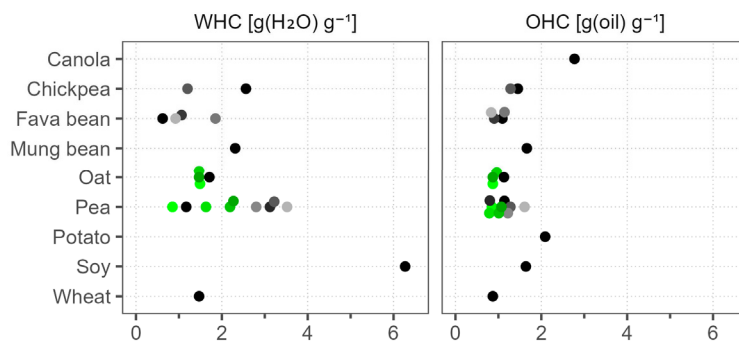 WHC [g(H₂O) g⁻¹] OHC [g(oil) g⁻¹]
Canola
Chickpea
Fava bean
Mung bean
Oat
Pea
Potato
Soy
Wheat
0 2 4 6 0 2 4 6